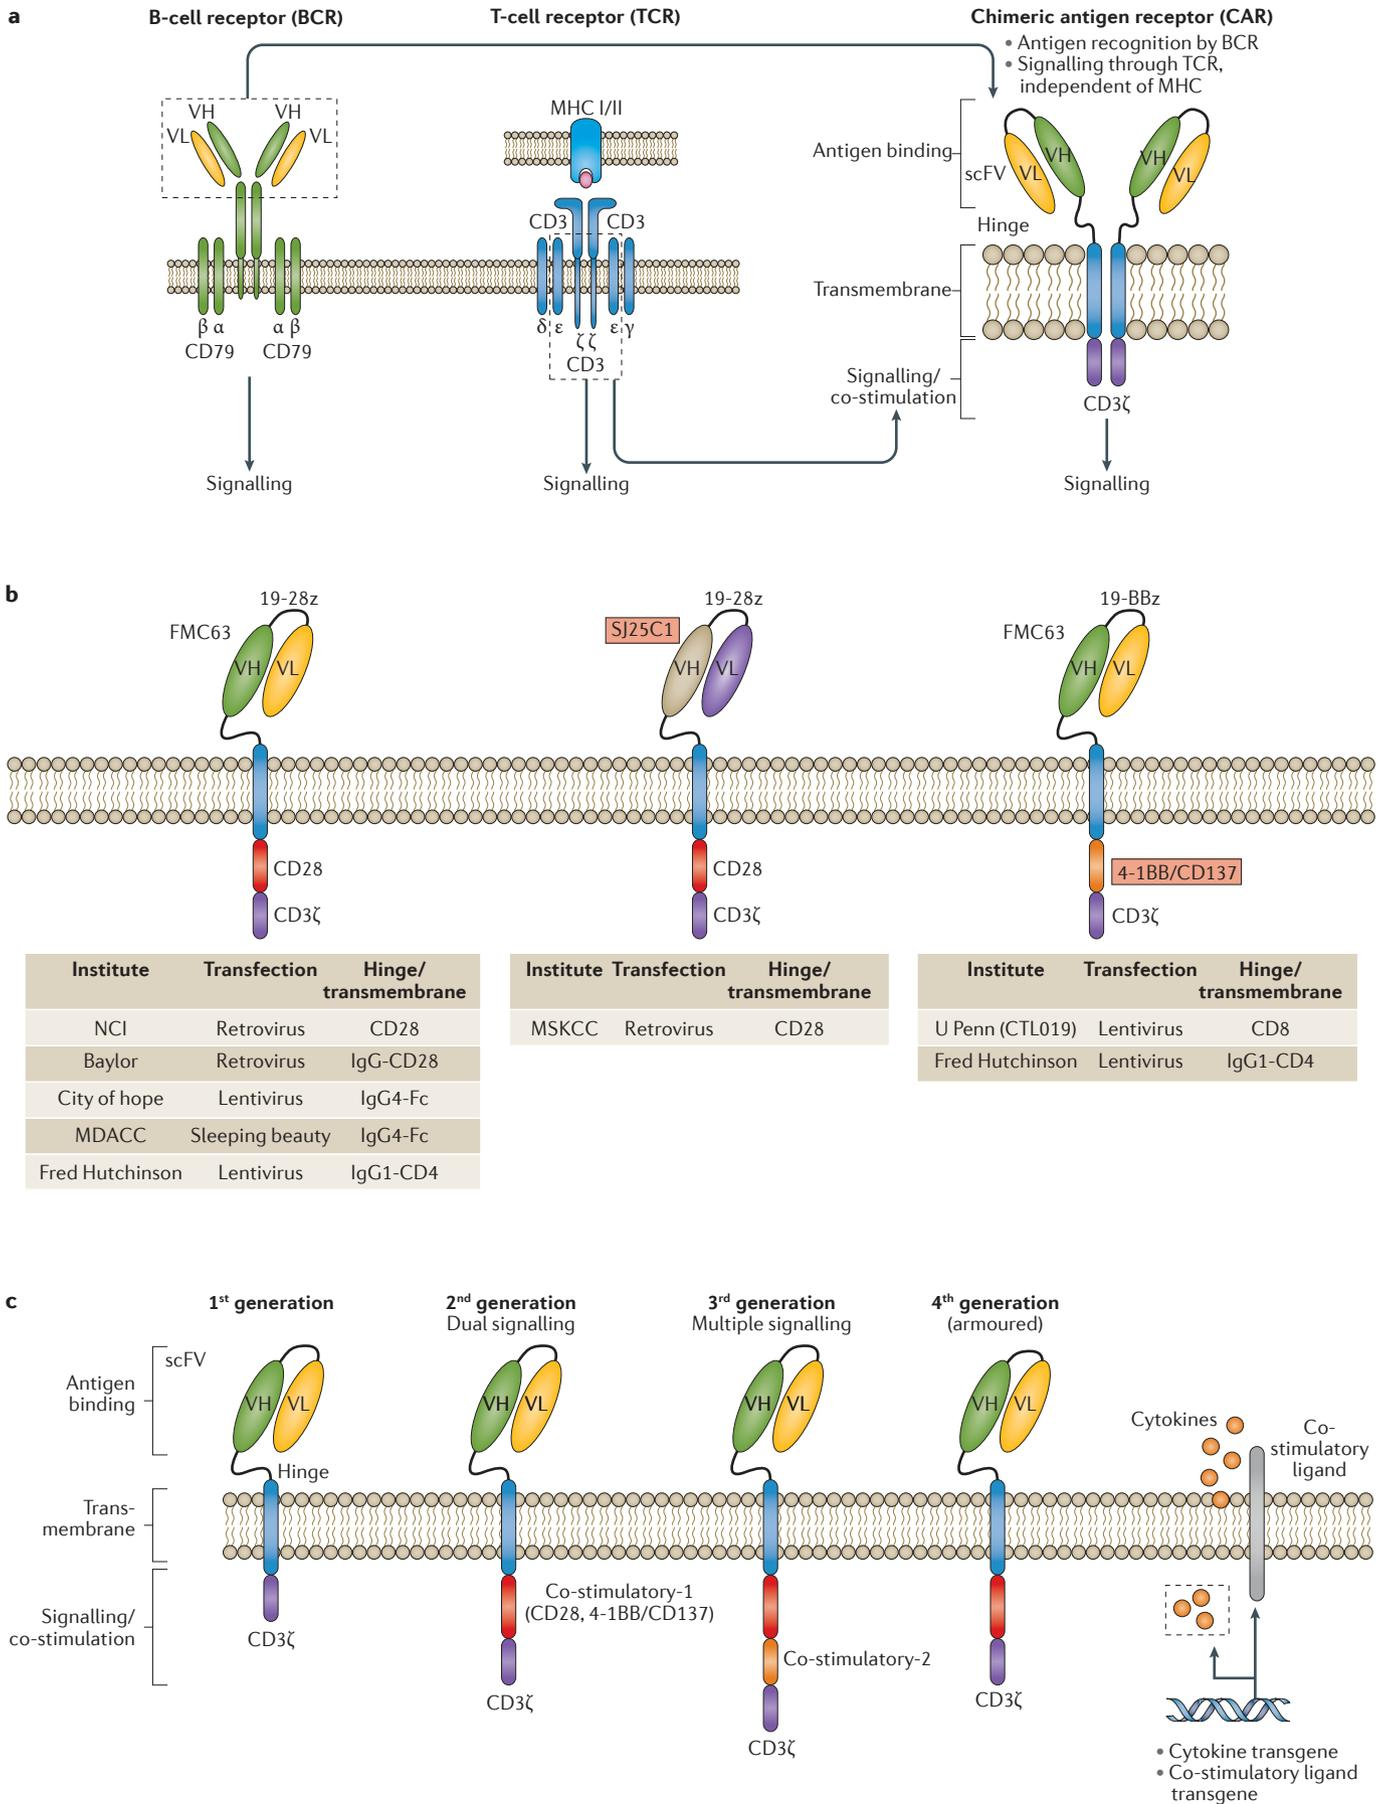 a
B-cell receptor (BCR)
T-cell receptor (TCR)
Chimeric antigen receptor (CAR)
• Antigen recognition by BCR
• Signalling through TCR,
independent of MHC
VH
VH
VL
VL
MHC I/II
Antigen binding
scFV
VL
VH
VH
VL
CD3
CD3
Hinge
Transmembrane
β α
α β
CD79
CD79
δ ε
ε γ
ζ ζ
CD3
Signalling/
co-stimulation
CD3ζ
Signalling
Signalling
Signalling
b
19-28z
FMC63
VH
VL
CD28
CD3ζ
19-28z
SJ25C1
VH
VL
CD28
CD3ζ
19-BBz
FMC63
VH
VL
4-1BB/CD137
CD3ζ
Institute Transfection Hinge/
transmembrane
NCI Retrovirus CD28
Baylor Retrovirus IgG-CD28
City of hope Lentivirus IgG4-Fc
MDACC Sleeping beauty IgG4-Fc
Fred Hutchinson Lentivirus IgG1-CD4
Institute Transfection Hinge/
transmembrane
MSKCC Retrovirus CD28
Institute Transfection Hinge/
transmembrane
U Penn (CTL019) Lentivirus CD8
Fred Hutchinson Lentivirus IgG1-CD4
c
1st generation
2nd generation
Dual signalling
3rd generation
Multiple signalling
4th generation
(armoured)
Antigen
binding
scFV
VH
VL
VH
VL
VH
VL
VH
VL
Cytokines
Co-
stimulatory
ligand
Hinge
Trans-
membrane
Signalling/
co-stimulation
CD3ζ
Co-stimulatory-1
(CD28, 4-1BB/CD137)
CD3ζ
Co-stimulatory-2
CD3ζ
CD3ζ
• Cytokine transgene
• Co-stimulatory ligand
transgene